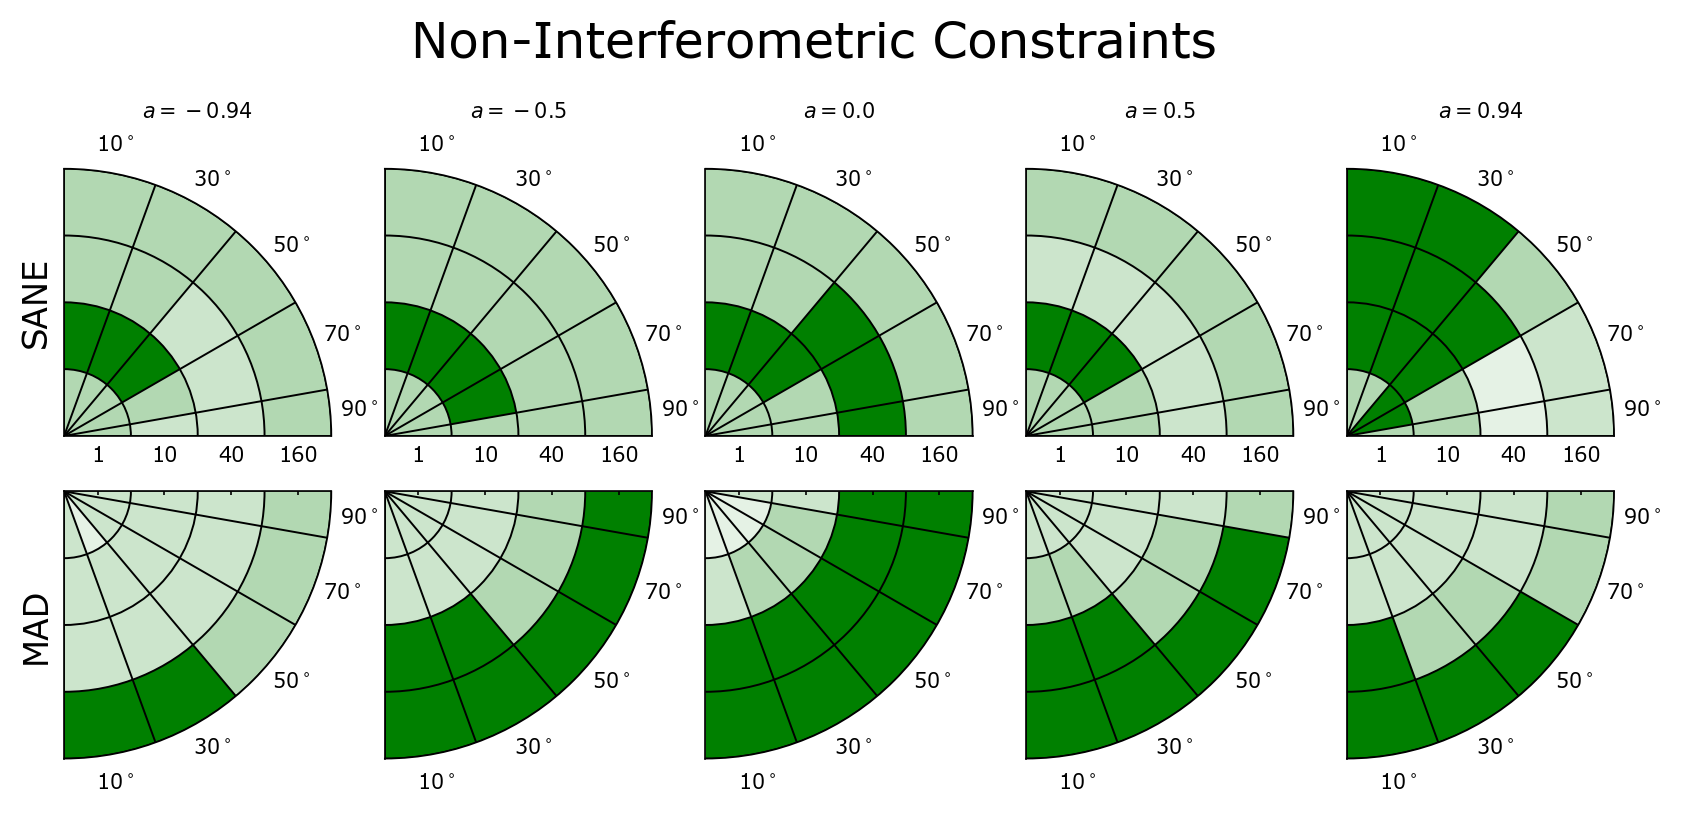 Non-Interferometric Constraints
a = −0.94
a = −0.5
a = 0.0
a = 0.5
a = 0.94
10° 10° 10° 10° 10°
30° 30° 30° 30° 30°
50° 50° 50° 50° 50°
SANE
70° 70° 70° 70° 70°
90° 90° 90° 90° 90°
1 10 40 160 1 10 40 160 1 10 40 160 1 10 40 160 1 10 40 160
90° 90° 90° 90° 90°
70° 70° 70° 70° 70°
MAD
50° 50° 50° 50° 50°
30° 30° 30° 30° 30°
10° 10° 10° 10° 10°